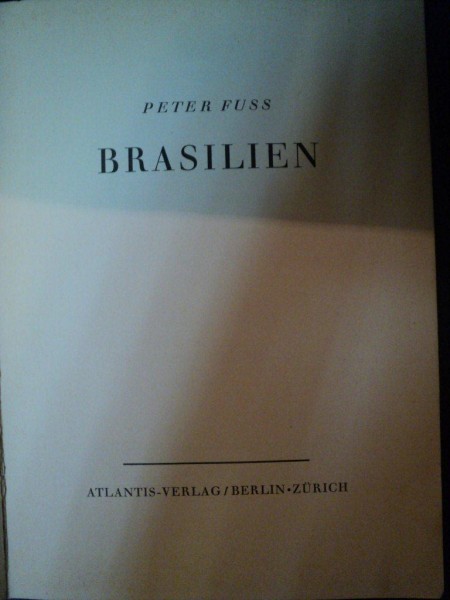 PETER FUSS
BRASILIEN
ATLANTIS-VERLAG / BERLIN • ZÜRICH